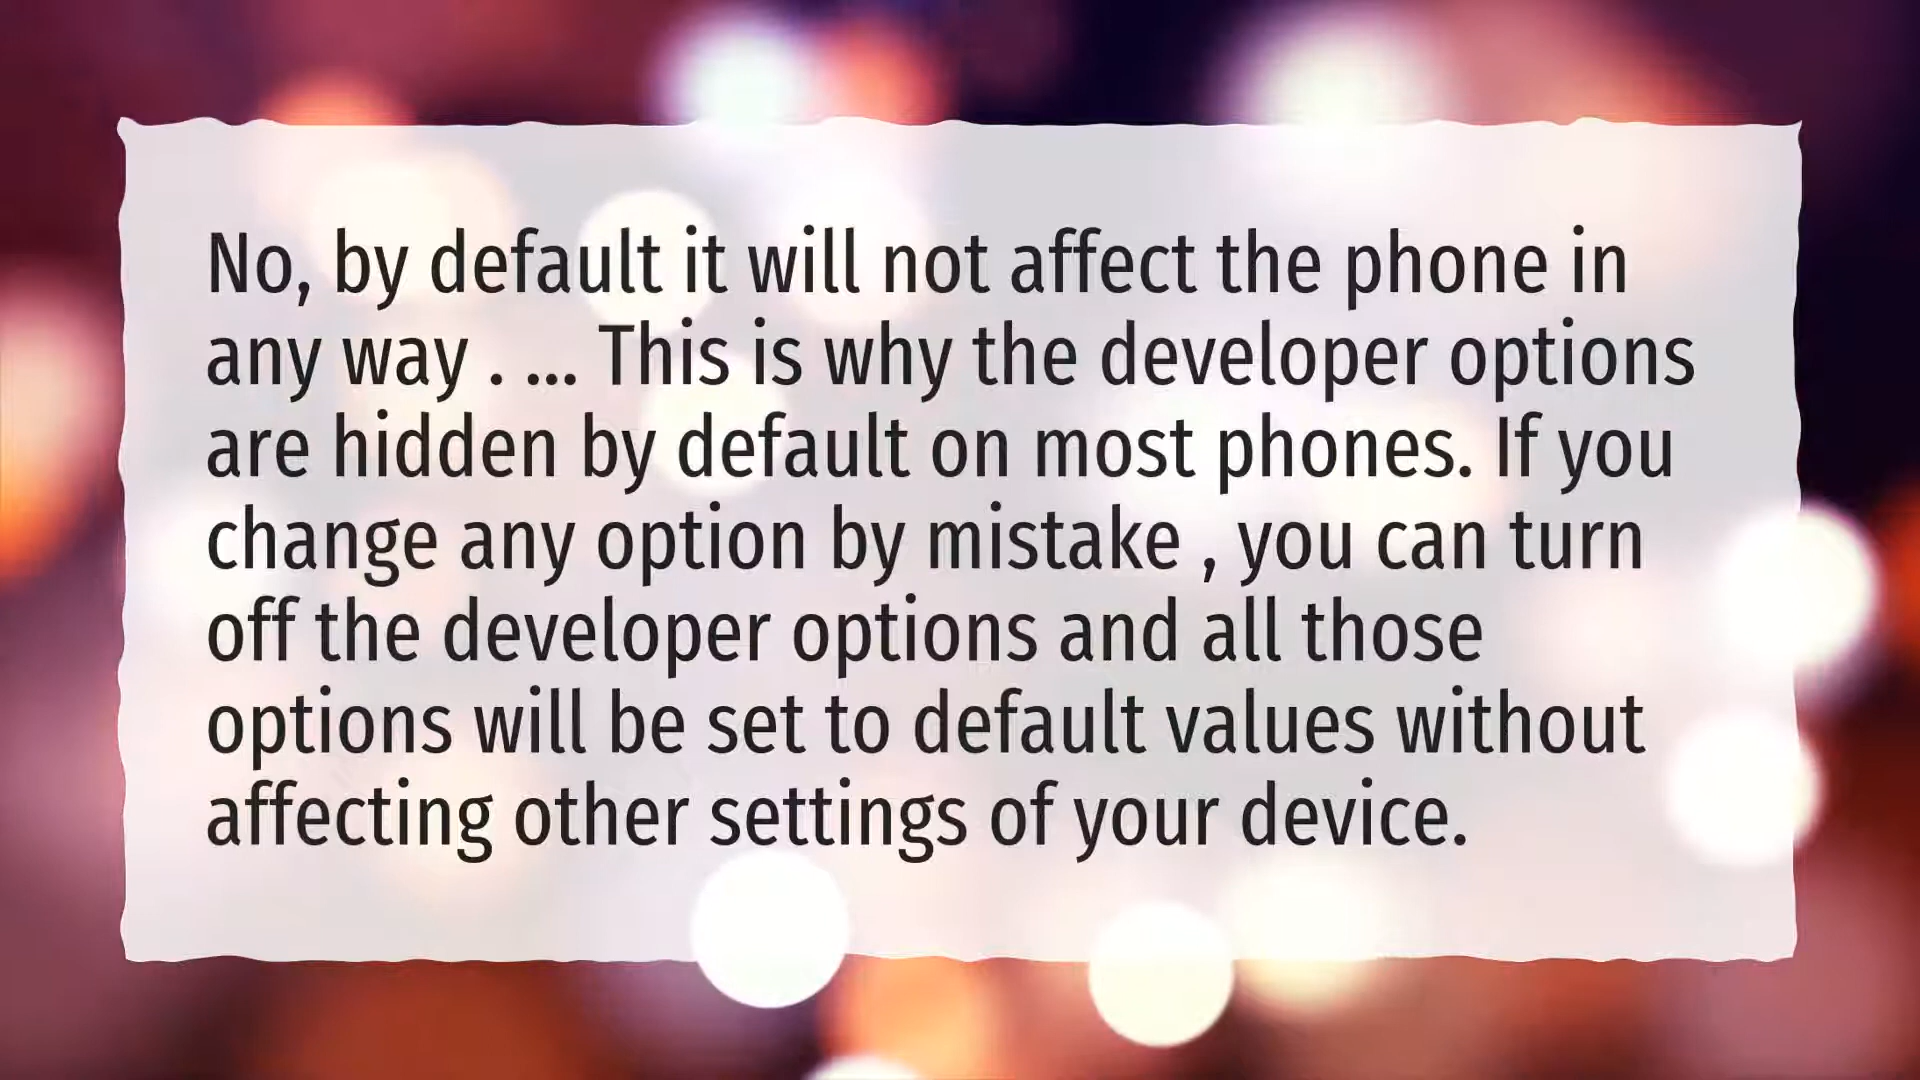 No, by default it will not affect the phone in
any way . ... This is why the developer options
are hidden by default on most phones. If you
change any option by mistake , you can turn
off the developer options and all those
options will be set to default values without
affecting other settings of your device.